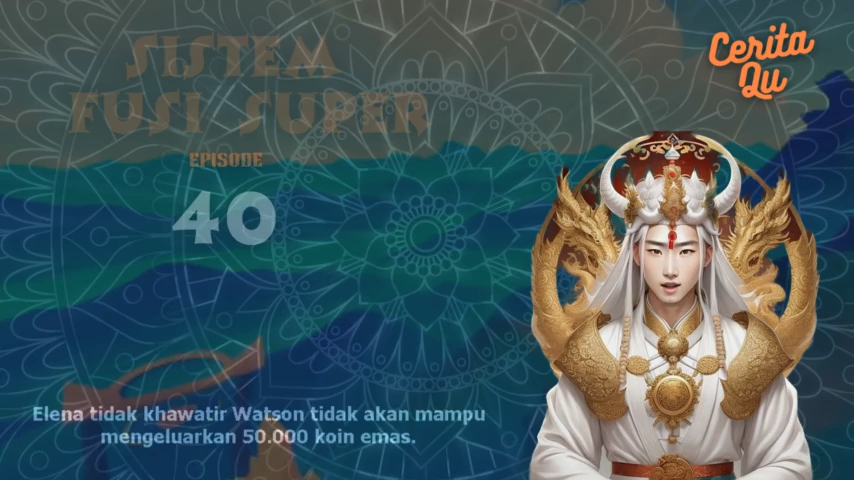 SISTEM
FUSI SUPER
EPISODE
40
Cerita
Qu
Elena tidak khawatir Watson tidak akan mampu
mengeluarkan 50.000 koin emas.